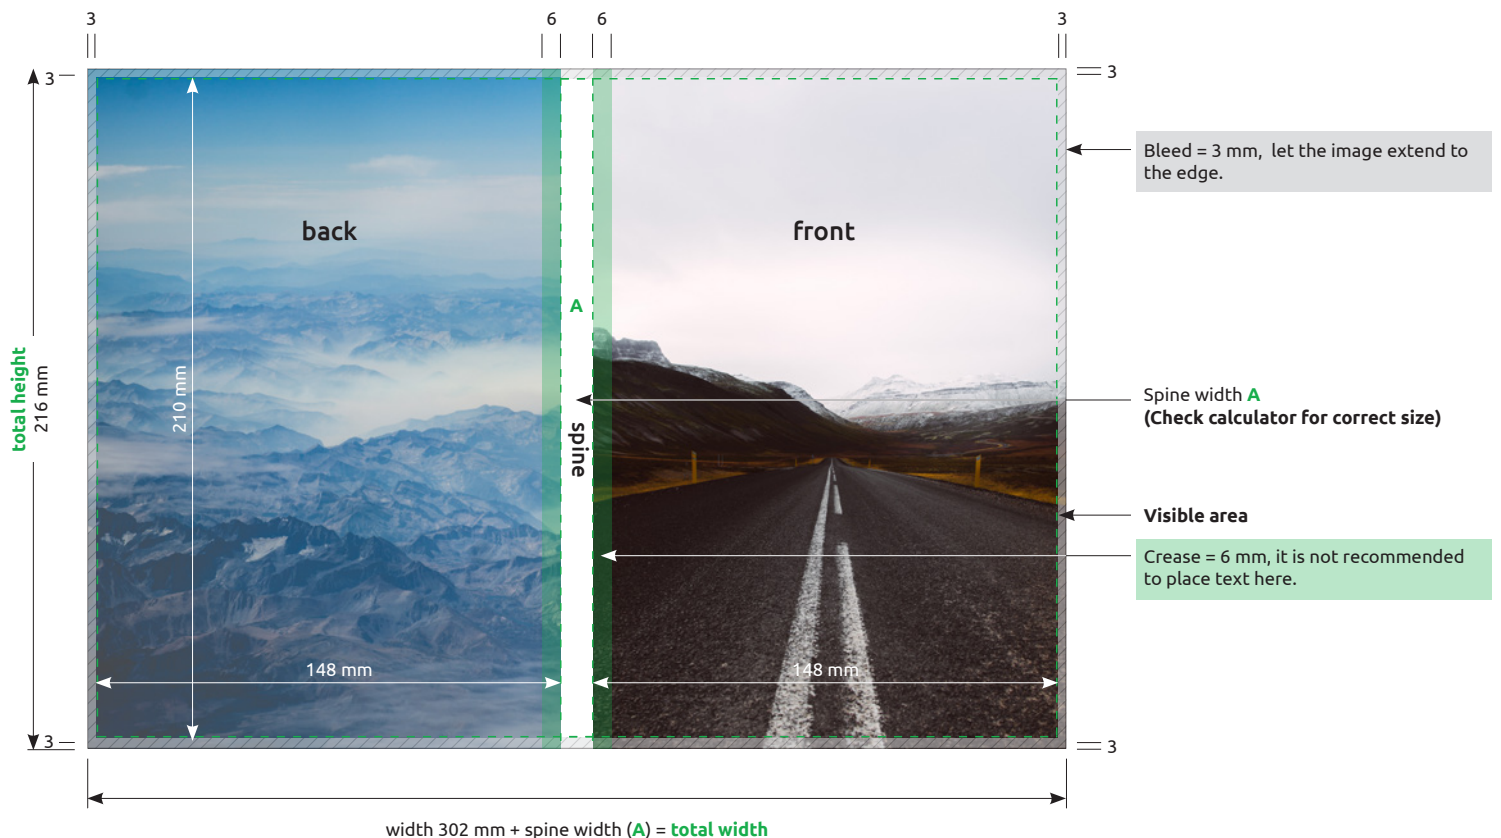 3
6
6
3
3
3
Bleed = 3 mm, let the image extend to
the edge.
back
front
A
total height
216 mm
210 mm
Spine width A
(Check calculator for correct size)
spine
Visible area
Crease = 6 mm, it is not recommended
to place text here.
148 mm
148 mm
3
3
width 302 mm + spine width (A) = total width